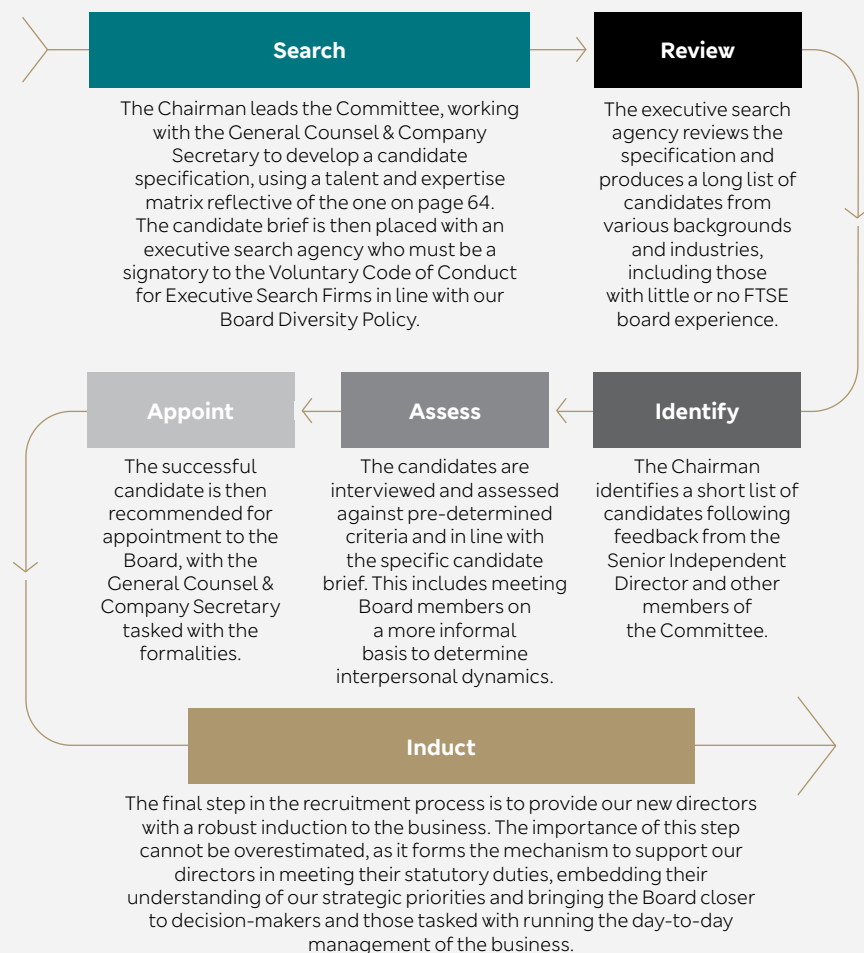 Search
The Chairman leads the Committee, working
with the General Counsel & Company
Secretary to develop a candidate
specification, using a talent and expertise
matrix reflective of the one on page 64.
The candidate brief is then placed with an
executive search agency who must be a
signatory to the Voluntary Code of Conduct
for Executive Search Firms in line with our
Board Diversity Policy.
Review
The executive search
agency reviews the
specification and
produces a long list of
candidates from
various backgrounds
and industries,
including those
with little or no FTSE
board experience.
Identify
The Chairman
identifies a short list of
candidates following
feedback from the
Senior Independent
Director and other
members of
the Committee.
Assess
The candidates are
interviewed and assessed
against pre-determined
criteria and in line with
the specific candidate
brief. This includes meeting
Board members on
a more informal
basis to determine
interpersonal dynamics.
Appoint
The successful
candidate is then
recommended for
appointment to the
Board, with the
General Counsel &
Company Secretary
tasked with the
formalities.
Induct
The final step in the recruitment process is to provide our new directors
with a robust induction to the business. The importance of this step
cannot be overestimated, as it forms the mechanism to support our
directors in meeting their statutory duties, embedding their
understanding of our strategic priorities and bringing the Board closer
to decision-makers and those tasked with running the day-to-day
management of the business.